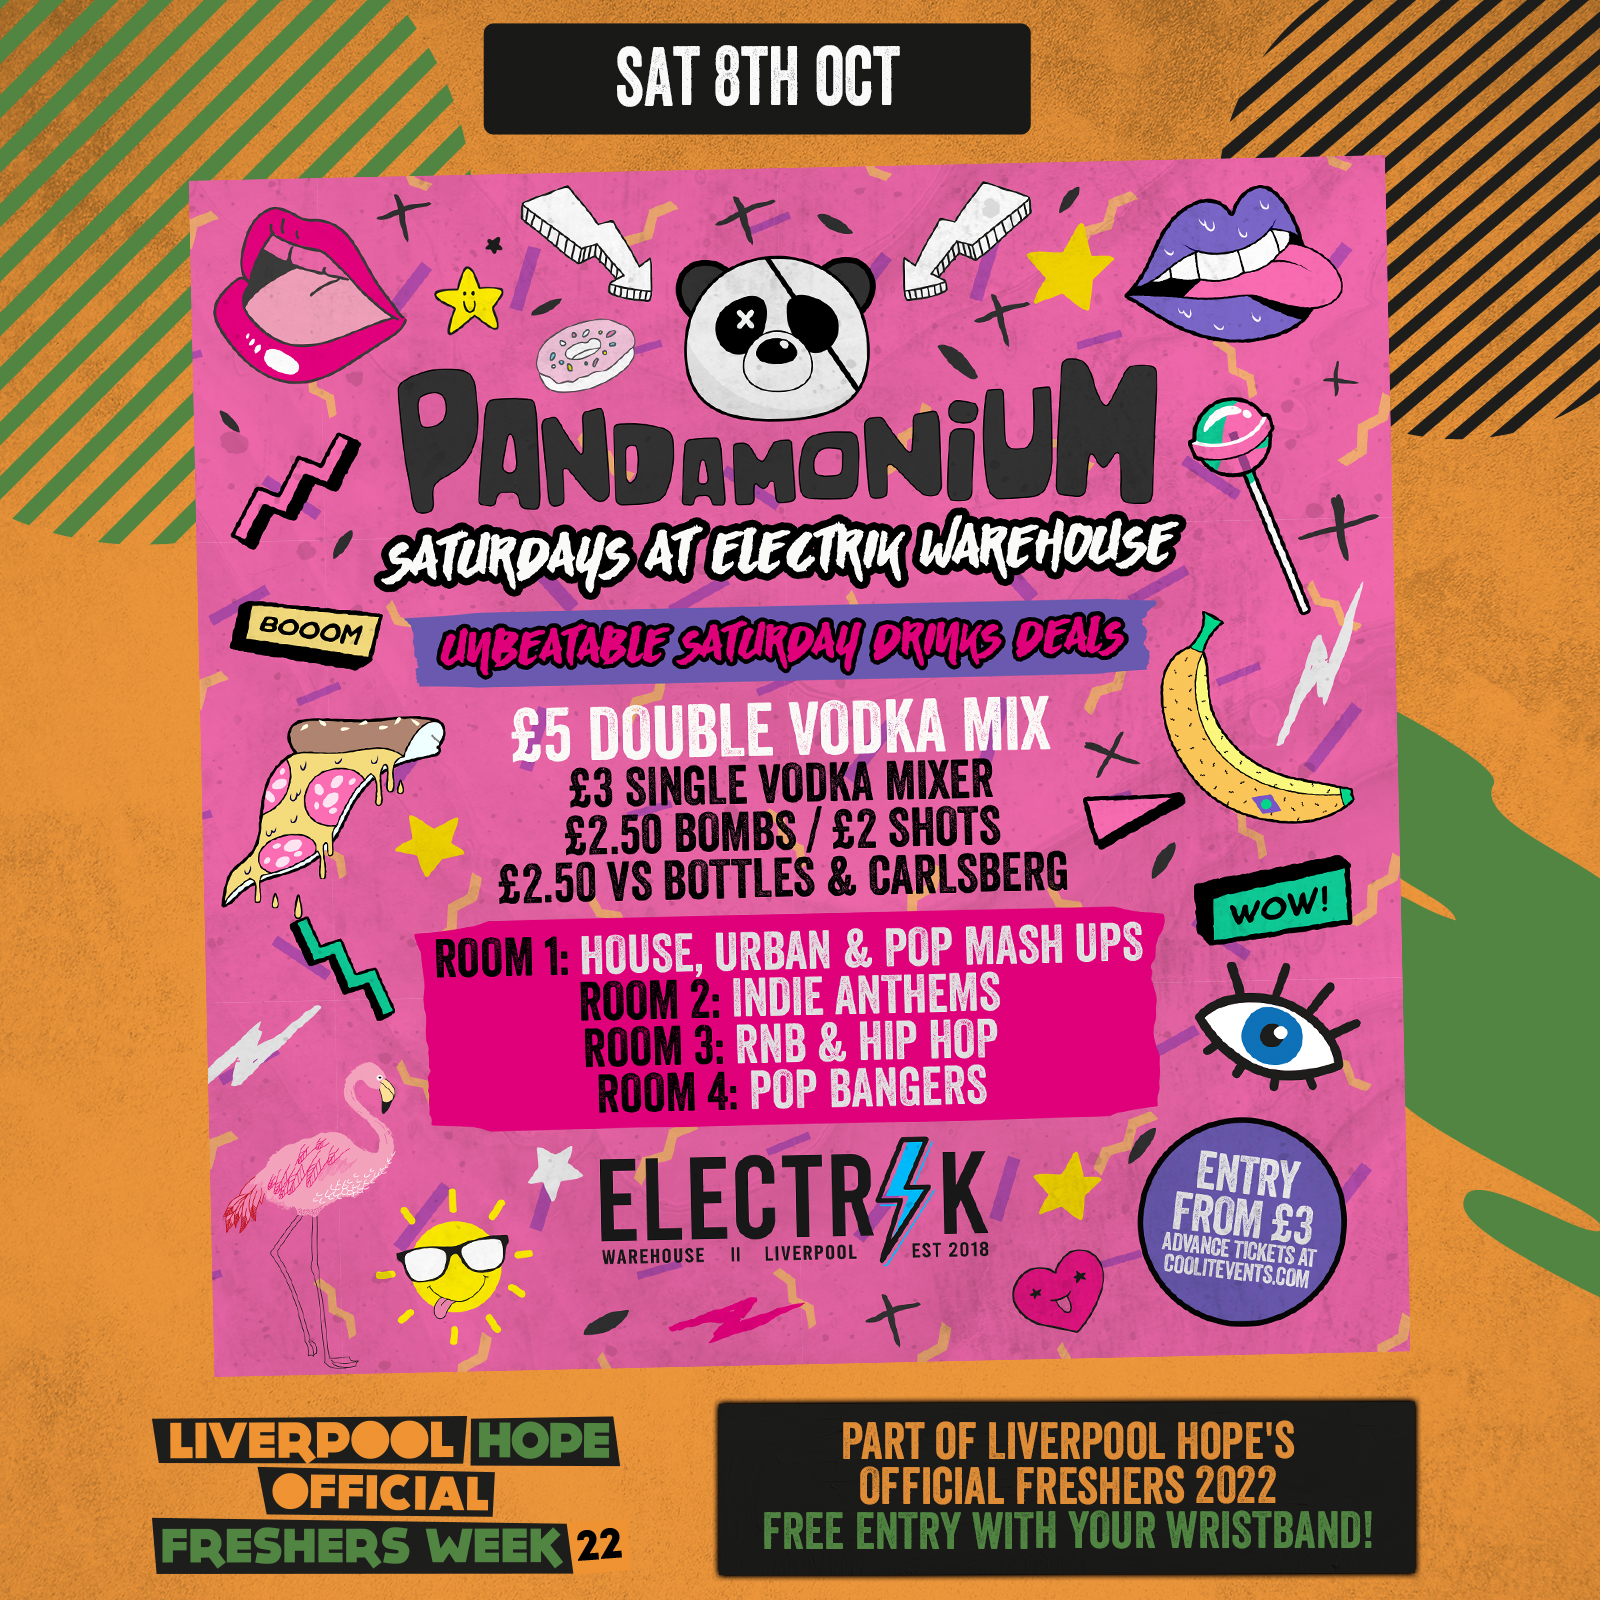 SAT 8TH OCT
PANDAMONiUM
SATURDAYS AT ELECTRIK WAREHOUSE
BOOOM
UNBEATABLE SATURDAY DRINKS DEALS
£5 DOUBLE VODKA MIX
£3 SINGLE VODKA MIXER
£2.50 BOMBS / £2 SHOTS
£2.50 VS BOTTLES & CARLSBERG
WOW!
ROOM 1: HOUSE, URBAN & POP MASH UPS
ROOM 2: INDIE ANTHEMS
ROOM 3: RNB & HIP HOP
ROOM 4: POP BANGERS
ELECTRIK
WAREHOUSE II LIVERPOOL EST 2018
ENTRY
FROM £3
ADVANCE TICKETS AT
COOLITEVENTS.COM
LIVERPOOL HOPE
OFFICIAL
FRESHERS WEEK 22
PART OF LIVERPOOL HOPE'S
OFFICIAL FRESHERS 2022
FREE ENTRY WITH YOUR WRISTBAND!